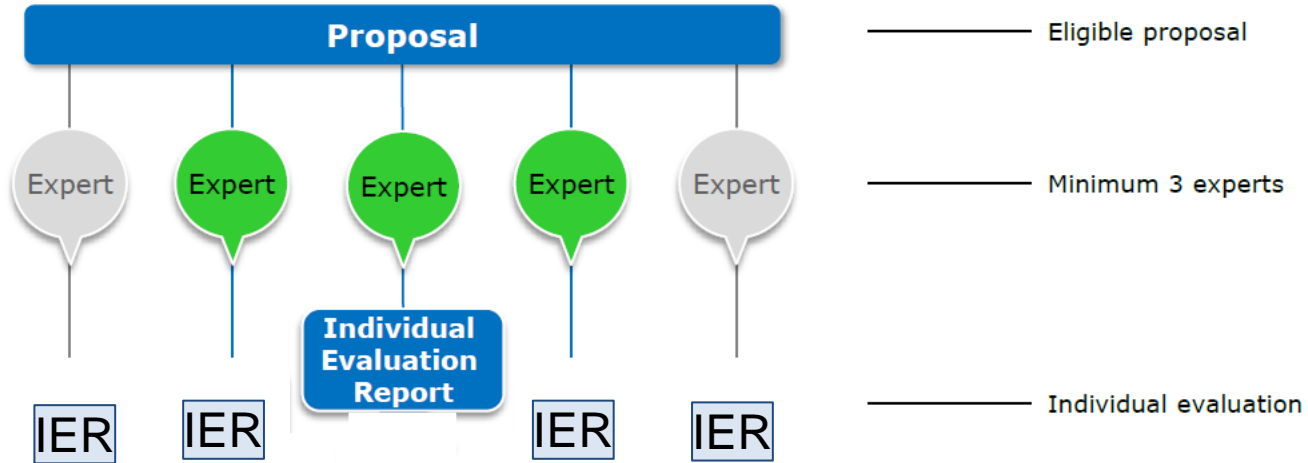 Proposal
Eligible proposal
Expert
Expert
Expert
Expert
Expert
Minimum 3 experts
Individual
Evaluation
Report
IER
IER
IER
IER
Individual evaluation